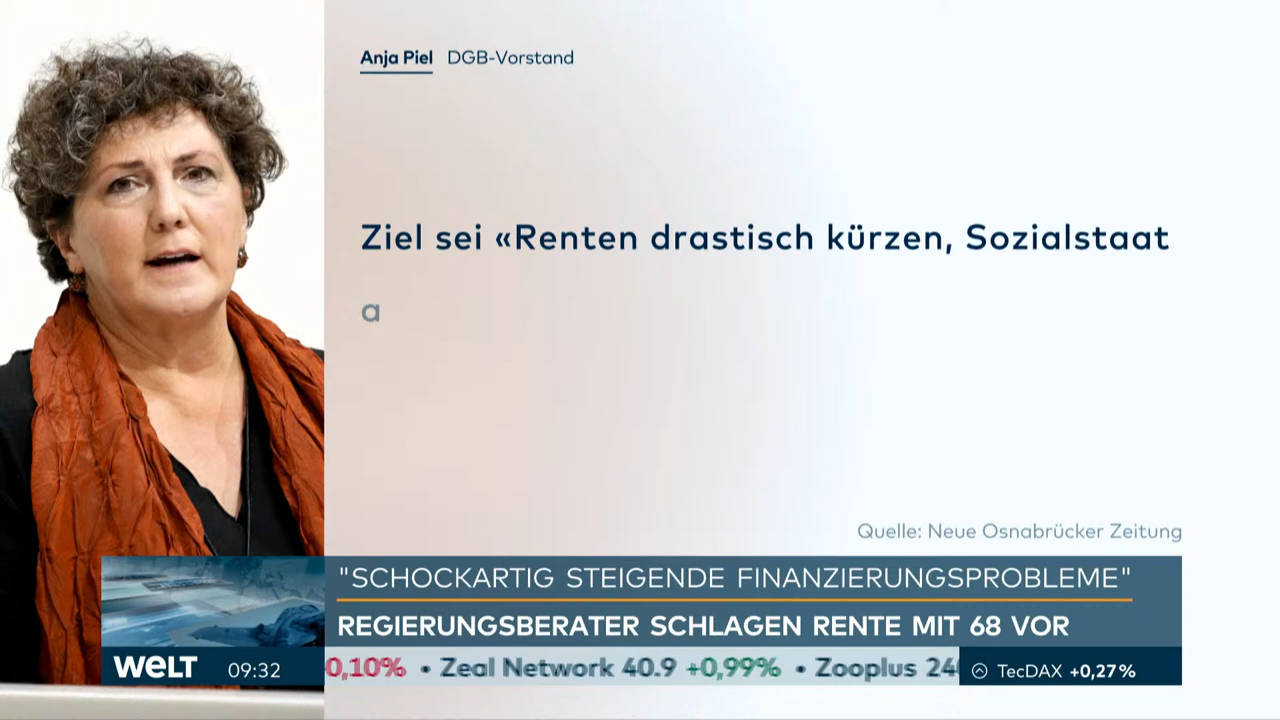 Anja Piel DGB-Vorstand
Ziel sei «Renten drastisch kürzen, Sozialstaat
a
Quelle: Neue Osnabrücker Zeitung
"SCHOCKARTIG STEIGENDE FINANZIERUNGSPROBLEME"
REGIERUNGSBERATER SCHLAGEN RENTE MIT 68 VOR
welt 09:32 0,10% • Zeal Network 40.9 +0,99% • Zooplus 24 TecDAX +0,27%